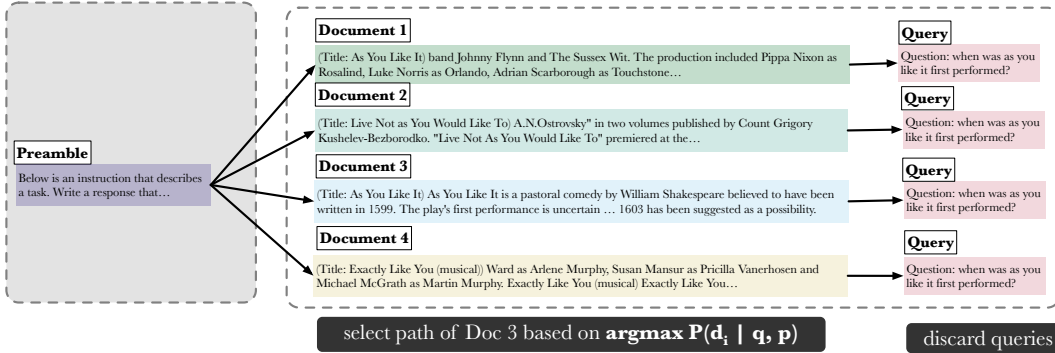 Document 1
(Title: As You Like It) band Johnny Flynn and The Sussex Wit. The production included Pippa Nixon as
Rosalind, Luke Norris as Orlando, Adrian Scarborough as Touchstone…
Query
Question: when was as you
like it first performed?
Document 2
(Title: Live Not as You Would Like To) A.N.Ostrovsky" in two volumes published by Count Grigory
Kushelev-Bezborodko. "Live Not As You Would Like To" premiered at the…
Query
Question: when was as you
like it first performed?
Preamble
Below is an instruction that describes
a task. Write a response that…
Document 3
(Title: As You Like It) As You Like It is a pastoral comedy by William Shakespeare believed to have been
written in 1599. The play's first performance is uncertain … 1603 has been suggested as a possibility.
Query
Question: when was as you
like it first performed?
Document 4
(Title: Exactly Like You (musical)) Ward as Arlene Murphy, Susan Mansur as Pricilla Vanerhosen and
Michael McGrath as Martin Murphy. Exactly Like You (musical) Exactly Like You…
Query
Question: when was as you
like it first performed?
select path of Doc 3 based on argmax P(dᵢ | q, p)
discard queries